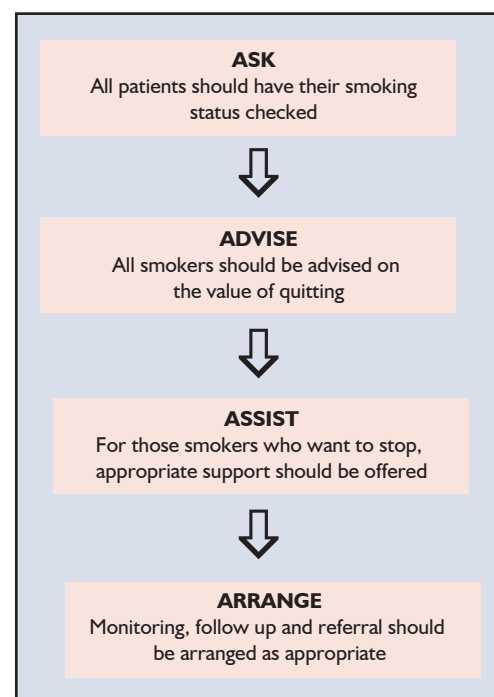 ASK
All patients should have their smoking
status checked
ADVISE
All smokers should be advised on
the value of quitting
ASSIST
For those smokers who want to stop,
appropriate support should be offered
ARRANGE
Monitoring, follow up and referral should
be arranged as appropriate